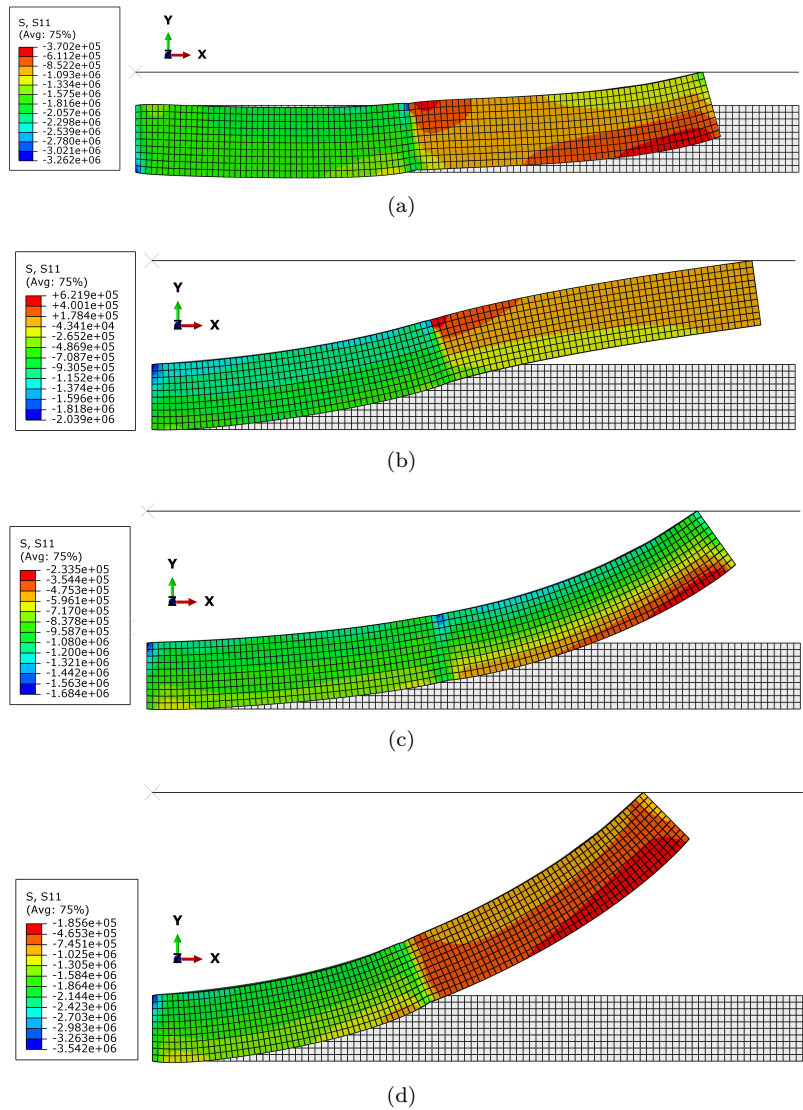 S, S11
(Avg: 75%)
-3.702e+05
-6.112e+05
-8.522e+05
-1.093e+06
-1.334e+06
-1.575e+06
-1.816e+06
-2.057e+06
-2.298e+06
-2.539e+06
-2.780e+06
-3.021e+06
-3.262e+06
Y
Z
X
(a)
S, S11
(Avg: 75%)
+6.219e+05
+4.001e+05
+1.784e+05
-4.341e+04
-2.652e+05
-4.869e+05
-7.087e+05
-9.305e+05
-1.152e+06
-1.374e+06
-1.596e+06
-1.818e+06
-2.039e+06
Y
Z
X
(b)
S, S11
(Avg: 75%)
-2.335e+05
-3.544e+05
-4.753e+05
-5.961e+05
-7.170e+05
-8.378e+05
-9.587e+05
-1.080e+06
-1.200e+06
-1.321e+06
-1.442e+06
-1.563e+06
-1.684e+06
Y
Z
X
(c)
S, S11
(Avg: 75%)
-1.856e+05
-4.653e+05
-7.451e+05
-1.025e+06
-1.305e+06
-1.584e+06
-1.864e+06
-2.144e+06
-2.423e+06
-2.703e+06
-2.983e+06
-3.263e+06
-3.542e+06
Y
Z
X
(d)